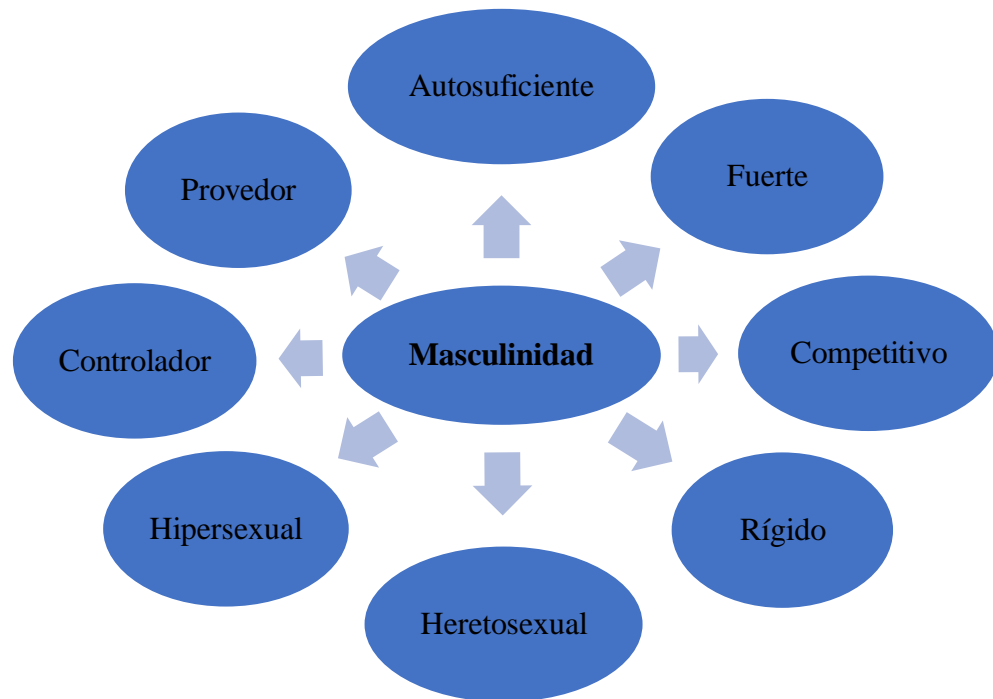 Autosuficiente
Provedor
Fuerte
Controlador
Masculinidad
Competitivo
Hipersexual
Rígido
Heretosexual